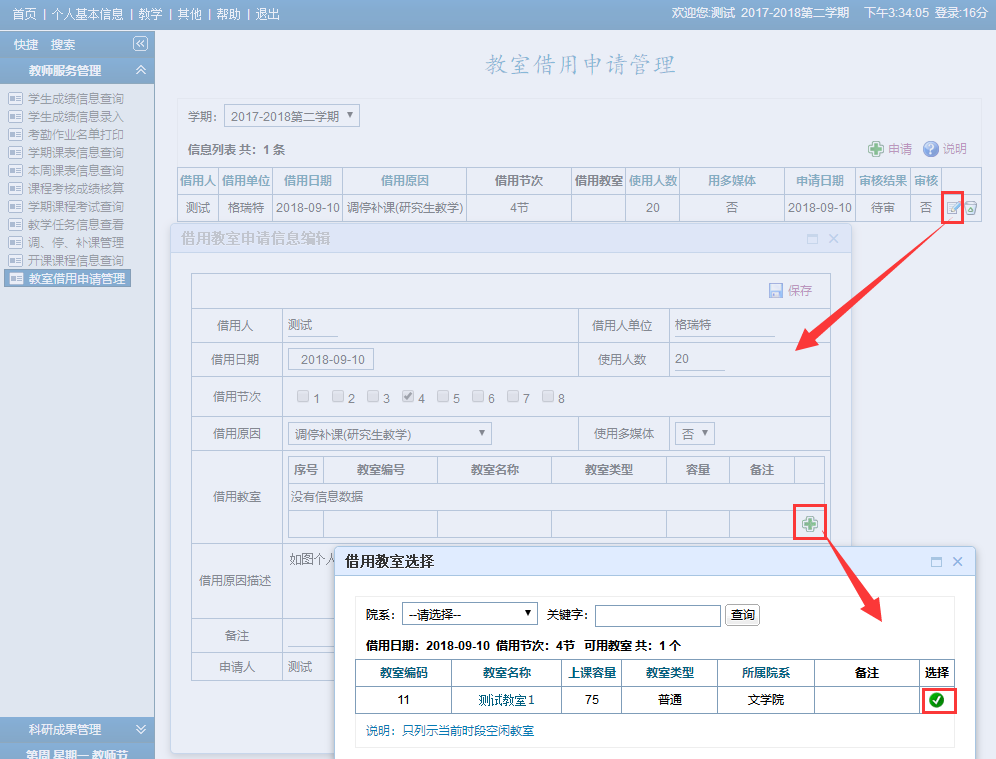 首页 | 个人基本信息 | 教学 | 其他 | 帮助 | 退出
欢迎您:测试 2017-2018第二学期 下午3:34:05 登录:16分
快捷 搜索
教师服务管理
学生成绩信息查询
学生成绩信息录入
考勤作业名单打印
学期课表信息查询
本周课表信息查询
课程考核成绩核算
学期课程考试查询
教学任务信息查看
调、停、补课管理
开课课程信息查询
教室借用申请管理
科研成果管理
第周 星期一 教师节
教室借用申请管理
学期: 2017-2018第二学期
信息列表 共: 1 条 申请 说明
借用人 借用单位 借用日期 借用原因 借用节次 借用教室 使用人数 用多媒体 申请日期 审核结果 审核
测试 格瑞特 2018-09-10 调停补课(研究生教学) 4节 20 否 2018-09-10 待审 否
借用教室申请信息编辑
保存
借用人 测试 借用人单位 格瑞特
借用日期 2018-09-10 使用人数 20
借用节次 1 2 3 4 5 6 7 8
借用原因 调停补课(研究生教学) 使用多媒体 否
借用教室
序号 教室编号 教室名称 教室类型 容量 备注
没有信息数据
借用原因描述 如图个人
备注
申请人 测试
借用教室选择
院系: --请选择-- 关键字: 查询
借用日期: 2018-09-10 借用节次: 4节 可用教室 共: 1 个
教室编码 教室名称 上课容量 教室类型 所属院系 备注 选择
11 测试教室1 75 普通 文学院
说明: 只列示当前时段空闲教室